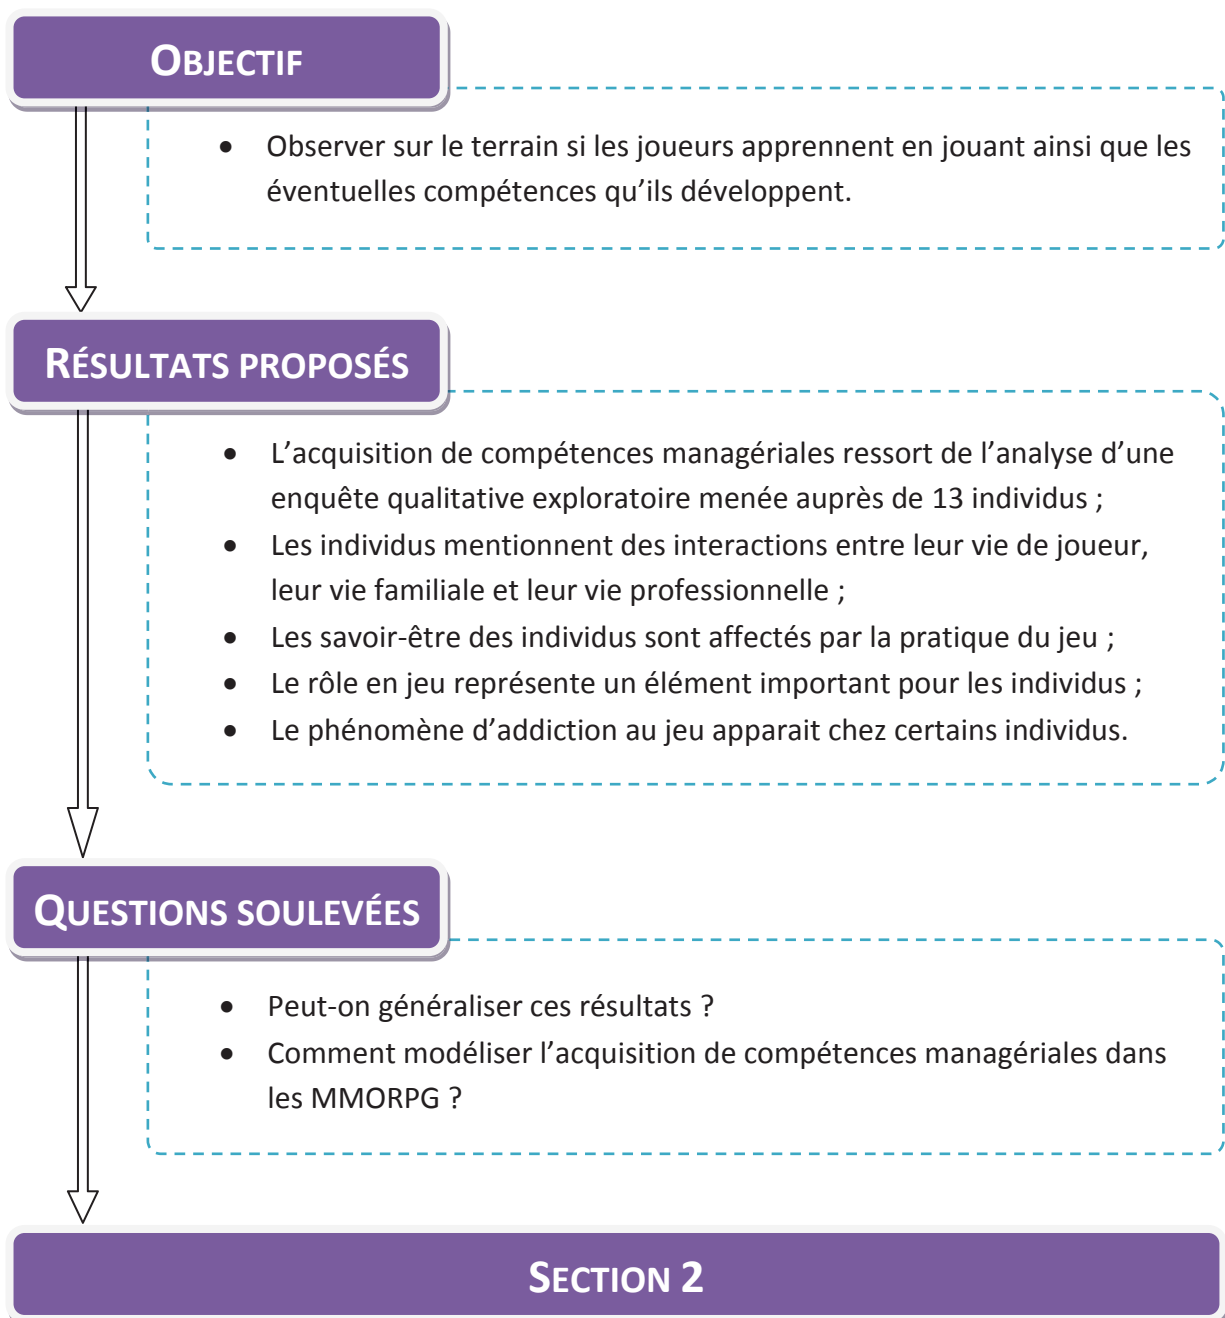 OBJECTIF
• Observer sur le terrain si les joueurs apprennent en jouant ainsi que les
éventuelles compétences qu’ils développent.
RÉSULTATS PROPOSÉS
• L’acquisition de compétences managériales ressort de l’analyse d’une
enquête qualitative exploratoire menée auprès de 13 individus ;
• Les individus mentionnent des interactions entre leur vie de joueur,
leur vie familiale et leur vie professionnelle ;
• Les savoir-être des individus sont affectés par la pratique du jeu ;
• Le rôle en jeu représente un élément important pour les individus ;
• Le phénomène d’addiction au jeu apparait chez certains individus.
QUESTIONS SOULEVÉES
• Peut-on généraliser ces résultats ?
• Comment modéliser l’acquisition de compétences managériales dans
les MMORPG ?
SECTION 2